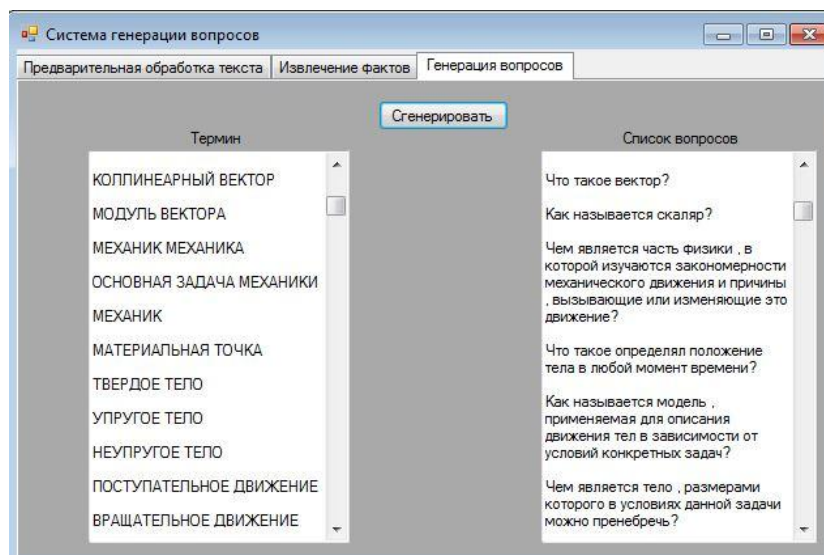 Система генерации вопросов
Предварительная обработка текста
Извлечение фактов
Генерация вопросов
Сгенерировать
Термин
КОЛЛИНЕАРНЫЙ ВЕКТОР
МОДУЛЬ ВЕКТОРА
МЕХАНИК МЕХАНИКА
ОСНОВНАЯ ЗАДАЧА МЕХАНИКИ
МЕХАНИК
МАТЕРИАЛЬНАЯ ТОЧКА
ТВЕРДОЕ ТЕЛО
УПРУГОЕ ТЕЛО
НЕУПРУГОЕ ТЕЛО
ПОСТУПАТЕЛЬНОЕ ДВИЖЕНИЕ
ВРАЩАТЕЛЬНОЕ ДВИЖЕНИЕ
Список вопросов
Что такое вектор?
Как называется скаляр?
Чем является часть физики , в
которой изучаются закономерности
механического движения и причины
, вызывающие или изменяющие это
движение?
Что такое определял положение
тела в любой момент времени?
Как называется модель ,
применяемая для описания
движения тел в зависимости от
условий конкретных задач?
Чем является тело , размерами
которого в условиях данной задачи
можно пренебречь?